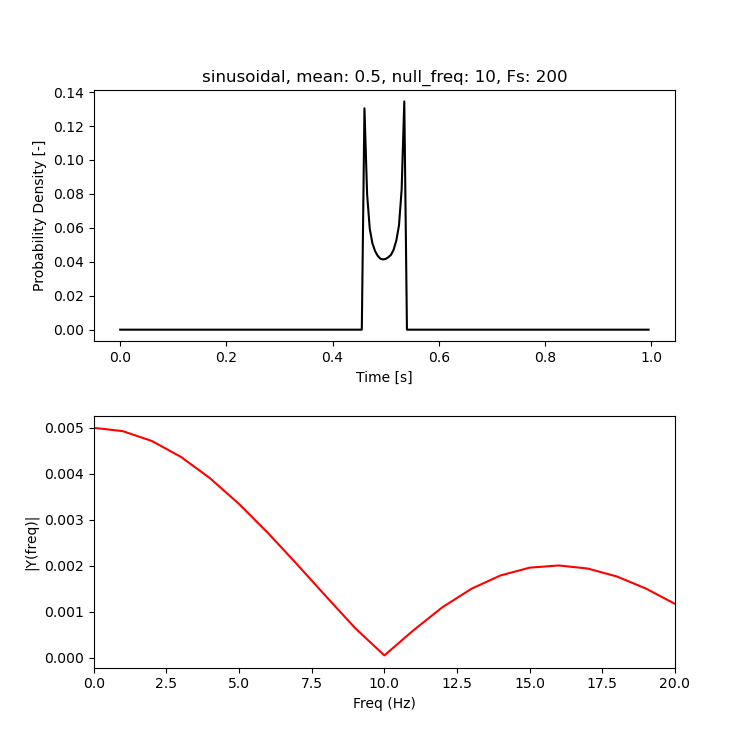 sinusoidal, mean: 0.5, null_freq: 10, Fs: 200
Probability Density [-]
0.14
0.12
0.10
0.08
0.06
0.04
0.02
0.00
0.0 0.2 0.4 0.6 0.8 1.0
Time [s]
|Y(freq)|
0.005
0.004
0.003
0.002
0.001
0.000
0.0 2.5 5.0 7.5 10.0 12.5 15.0 17.5 20.0
Freq (Hz)